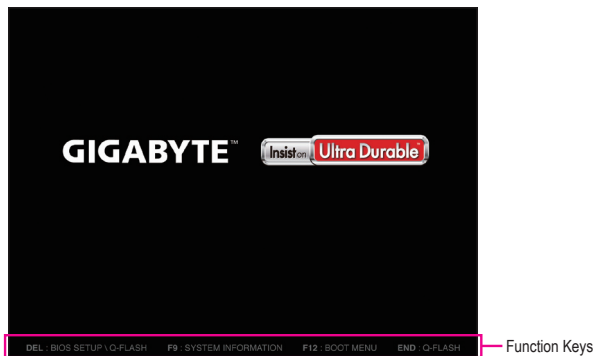 GIGABYTE™
Insist on Ultra Durable™
DEL : BIOS SETUP \ Q-FLASH F9 : SYSTEM INFORMATION F12 : BOOT MENU END : Q-FLASH
Function Keys